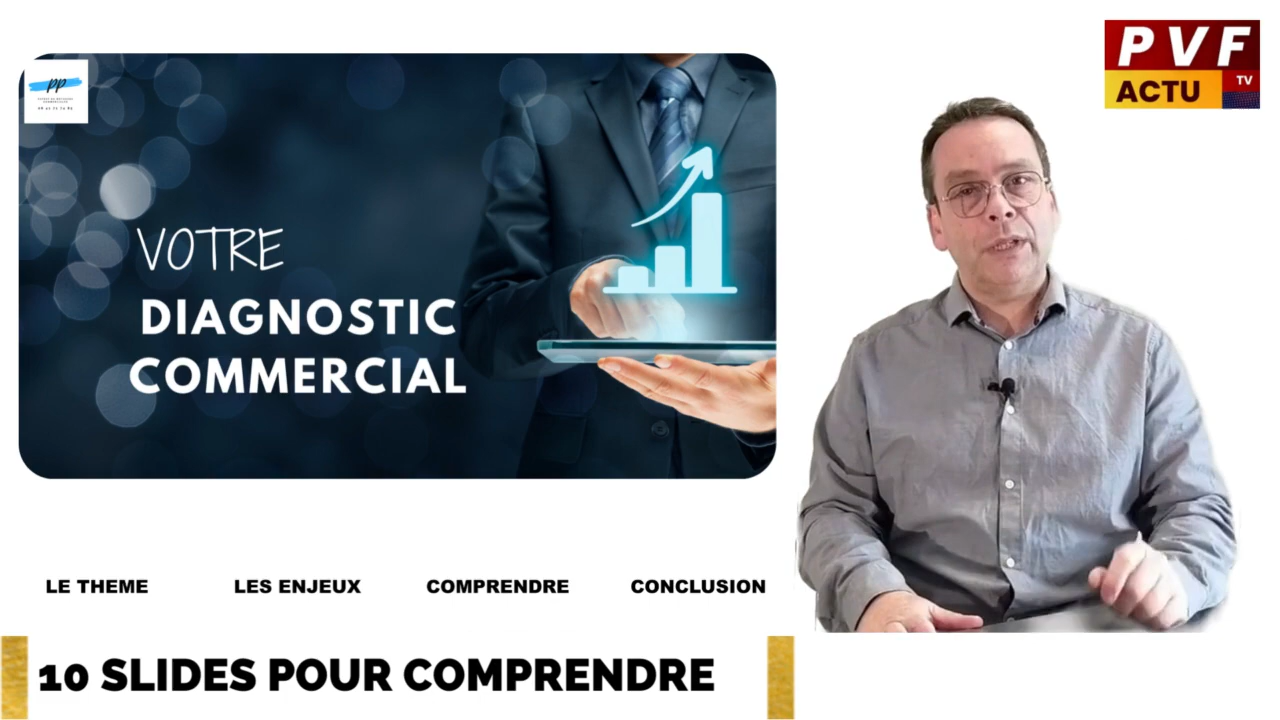 PP
VOTRE
DIAGNOSTIC
COMMERCIAL
PVF
ACTU
TV
LE THEME
LES ENJEUX
COMPRENDRE
CONCLUSION
10 SLIDES POUR COMPRENDRE